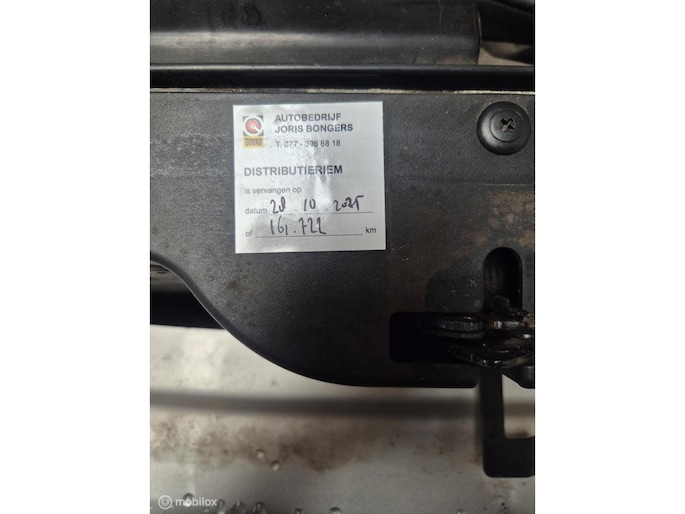 AUTOBEDRIJF
JORIS BONGERS
BOVAG
T. 077 - 396 68 18
DISTRIBUTIERIEM
is vervangen op
datum 28 . 10 . 2025
of 161.722 km
mobilox